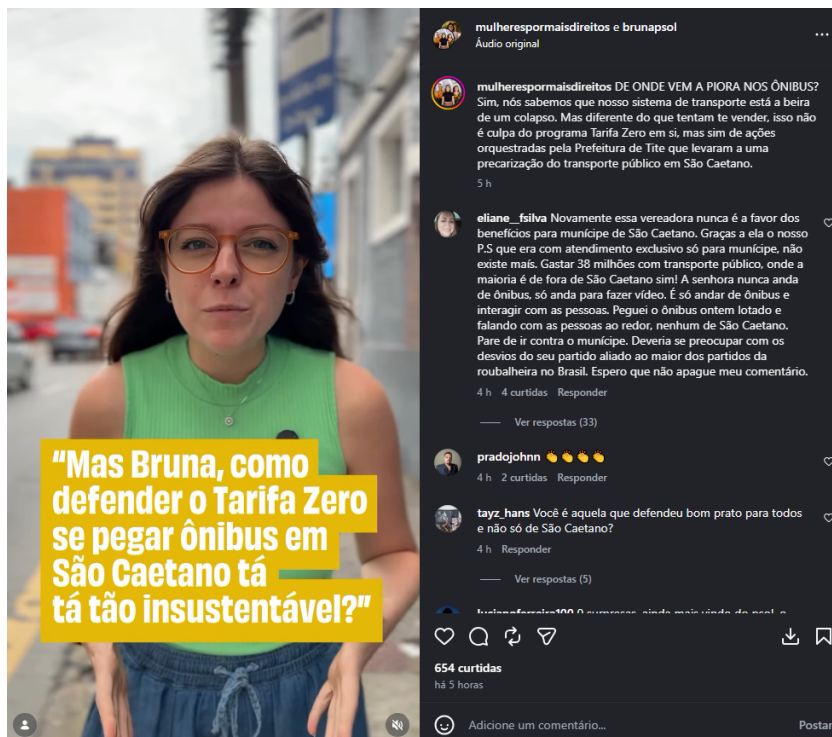 mulherespormaisdireitos e brunapsol
Áudio original
mulherespormaisdireitos DE ONDE VEM A PIORA NOS ÔNIBUS?
Sim, nós sabemos que nosso sistema de transporte está a beira
de um colapso. Mas diferente do que tentam te vender, isso não
é culpa do programa Tarifa Zero em si, mas sim de ações
orquestradas pela Prefeitura de Tite que levaram a uma
precarização do transporte público em São Caetano.
5 h
eliane__fsilva Novamente essa vereadora nunca é a favor dos
benefícios para munícipe de São Caetano. Graças a ela o nosso
P.S que era com atendimento exclusivo só para munícipe, não
existe mais. Gastar 38 milhões com transporte público, onde a
maioria é de fora de São Caetano sim! A senhora nunca anda
de ônibus, só anda para fazer vídeo. É só andar de ônibus e
interagir com as pessoas. Peguei o ônibus ontem lotado e
falando com as pessoas ao redor, nenhum de São Caetano.
Pare de ir contra o munícipe. Deveria se preocupar com os
desvios do seu partido aliado ao maior dos partidos da
roubalheira no Brasil. Espero que não apague meu comentário.
4 h 4 curtidas Responder
Ver respostas (33)
pradojohnn 👏👏👏👏
4 h 2 curtidas Responder
tayz_hans Você é aquela que defendeu bom prato para todos
e não só de São Caetano?
4 h Responder
Ver respostas (5)
lucianoferreira100 0 surpresas, ainda mais vindo do psol, o
654 curtidas
há 5 horas
Adicione um comentário...
Postar
“Mas Bruna, como
defender o Tarifa Zero
se pegar ônibus em
São Caetano tá
tá tão insustentável?”